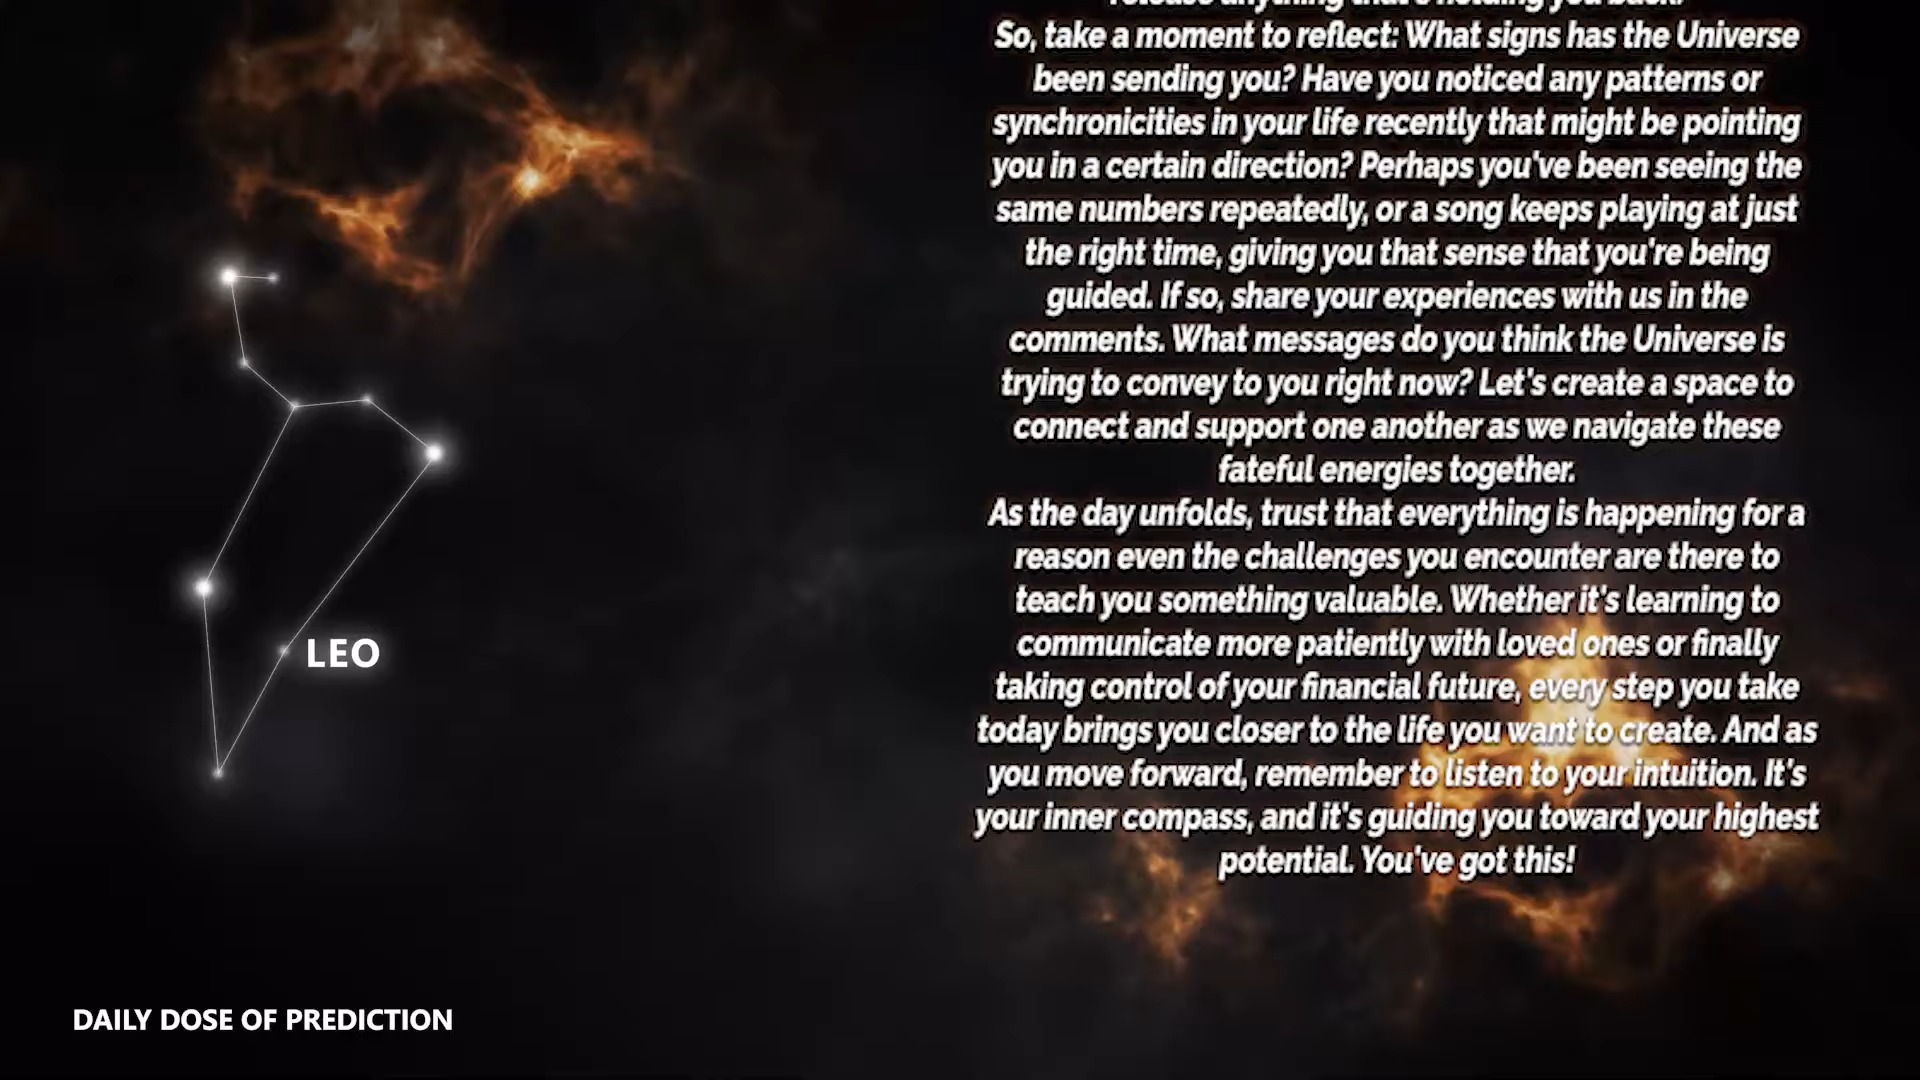 release anything that's holding you back.
So, take a moment to reflect: What signs has the Universe
been sending you? Have you noticed any patterns or
synchronicities in your life recently that might be pointing
you in a certain direction? Perhaps you've been seeing the
same numbers repeatedly, or a song keeps playing at just
the right time, giving you that sense that you're being
guided. If so, share your experiences with us in the
comments. What messages do you think the Universe is
trying to convey to you right now? Let's create a space to
connect and support one another as we navigate these
fateful energies together.
As the day unfolds, trust that everything is happening for a
reason even the challenges you encounter are there to
teach you something valuable. Whether it's learning to
communicate more patiently with loved ones or finally
taking control of your financial future, every step you take
today brings you closer to the life you want to create. And as
you move forward, remember to listen to your intuition. It's
your inner compass, and it's guiding you toward your highest
potential. You've got this!
LEO
DAILY DOSE OF PREDICTION